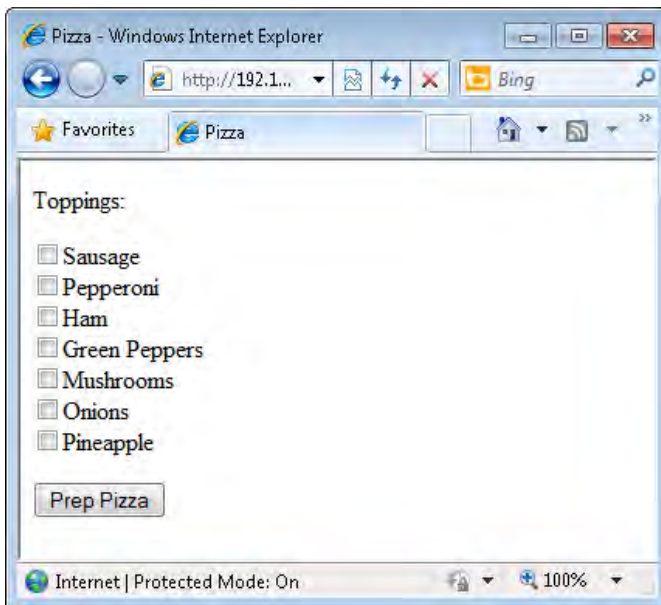 Pizza - Windows Internet Explorer
http://192.1... Bing
Favorites Pizza
Toppings:
Sausage
Pepperoni
Ham
Green Peppers
Mushrooms
Onions
Pineapple
Prep Pizza
Internet | Protected Mode: On 100%